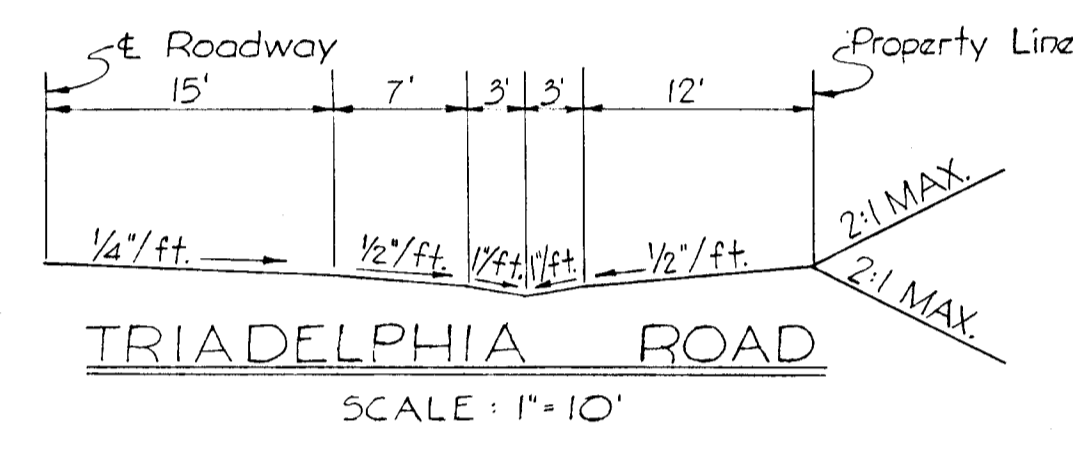 ℄ Roadway
Property Line
15' 7' 3' 3' 12'
1/4"/ft. 1/2"/ft. 1"/ft. 1"/ft. 1/2"/ft.
2:1 MAX.
2:1 MAX.
TRIADELPHIA ROAD
SCALE : 1"=10'